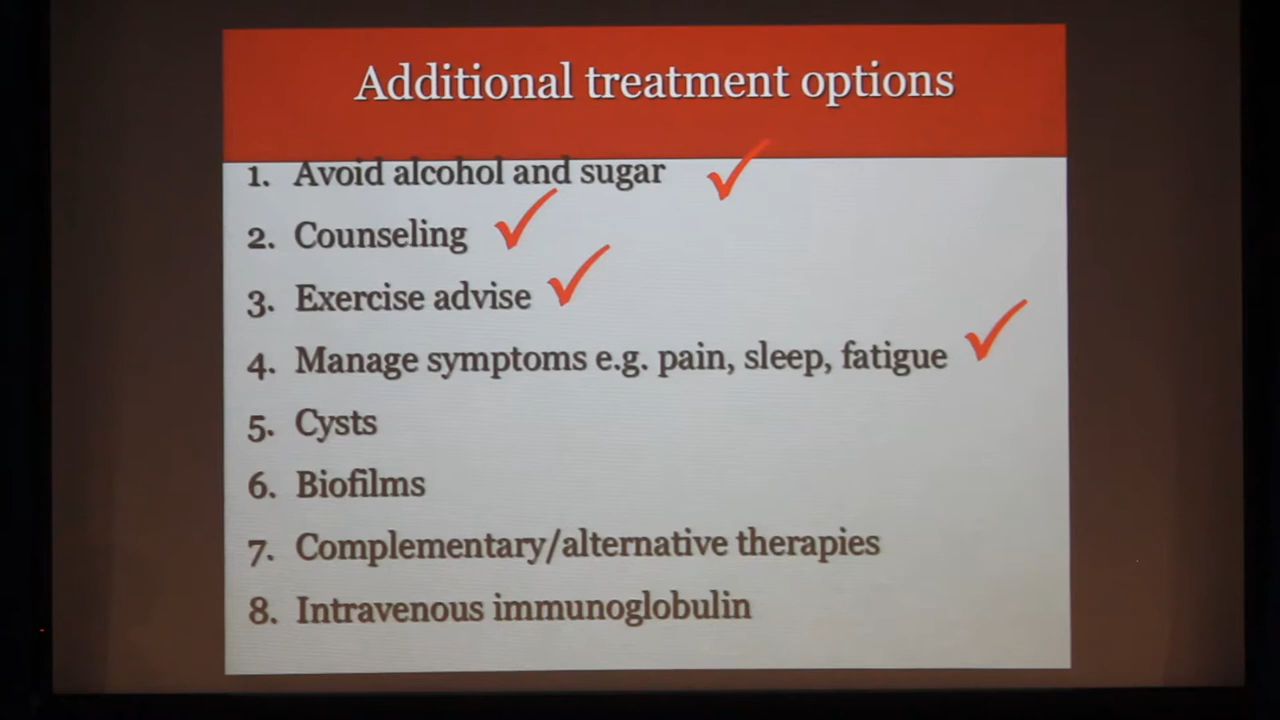 Additional treatment options
1. Avoid alcohol and sugar
2. Counseling
3. Exercise advise
4. Manage symptoms e.g. pain, sleep, fatigue
5. Cysts
6. Biofilms
7. Complementary/alternative therapies
8. Intravenous immunoglobulin